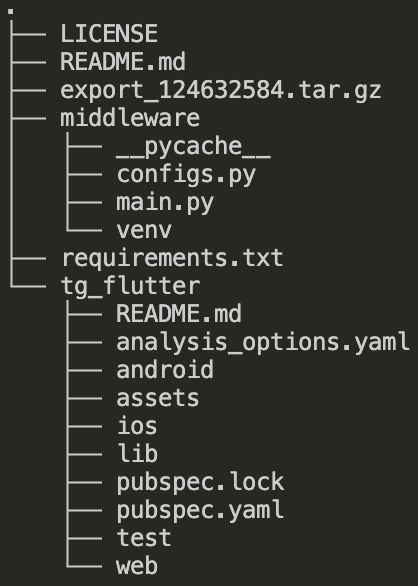 .
├── LICENSE
├── README.md
├── export_124632584.tar.gz
├── middleware
│   ├── __pycache__
│   ├── configs.py
│   ├── main.py
│   └── venv
├── requirements.txt
└── tg_flutter
    ├── README.md
    ├── analysis_options.yaml
    ├── android
    ├── assets
    ├── ios
    ├── lib
    ├── pubspec.lock
    ├── pubspec.yaml
    ├── test
    └── web